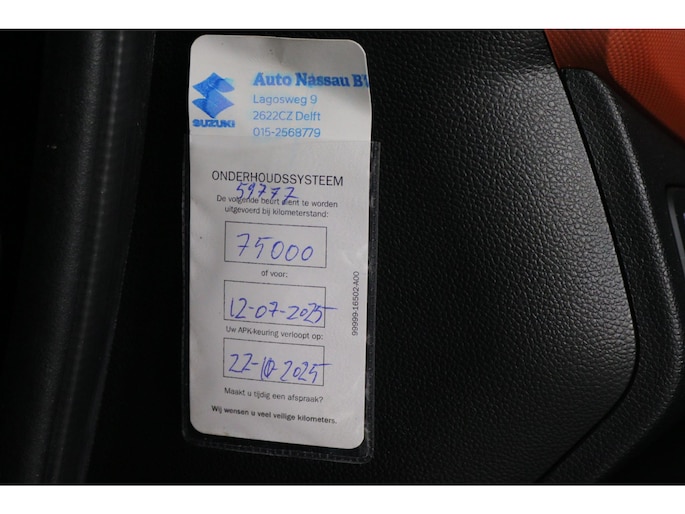 Auto Nassau BV
SUZUKI
Lagosweg 9
2622CZ Delft
015-2568779
ONDERHOUDSSYSTEEM
59777
De volgende beurt dient te worden
uitgevoerd bij kilometerstand:
75000
of voor:
12-07-2025
Uw APK-keuring verloopt op:
22-10-2025
Maakt u tijdig een afspraak?
Wij wensen u veel veilige kilometers.
99999-16502-A00